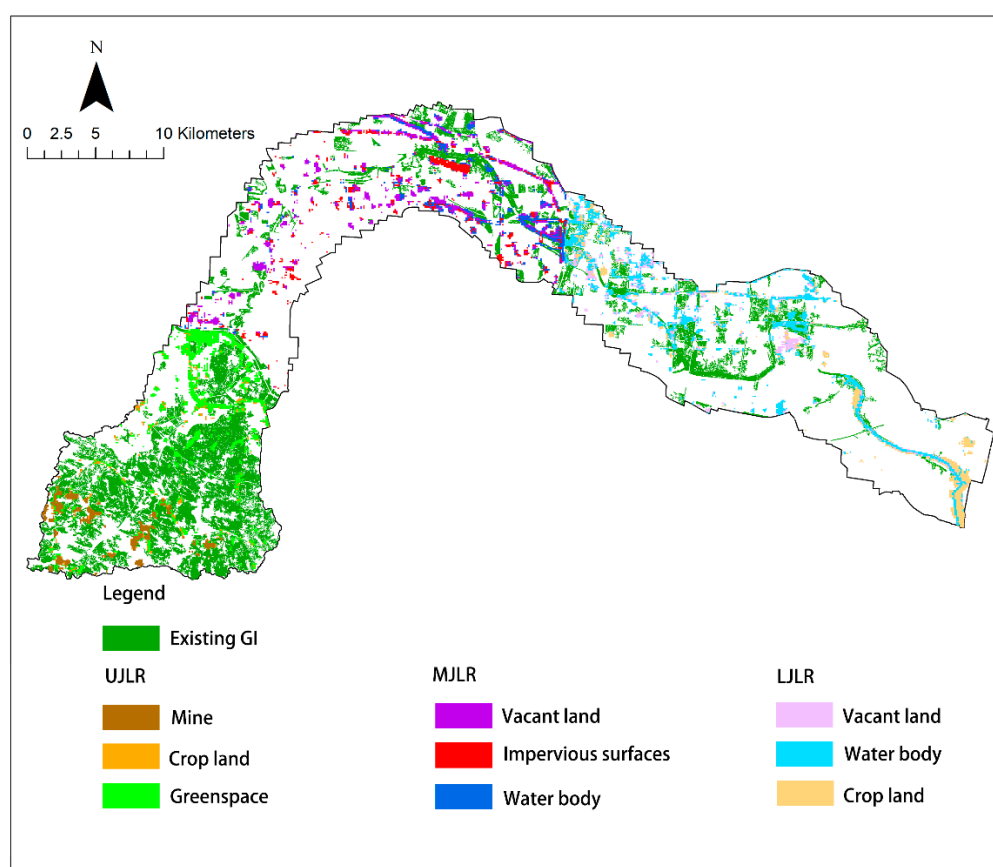 N
0 2.5 5 10 Kilometers
Legend
Existing GI
UJLR MJLR LJLR
Mine Vacant land Vacant land
Crop land Impervious surfaces Water body
Greenspace Water body Crop land